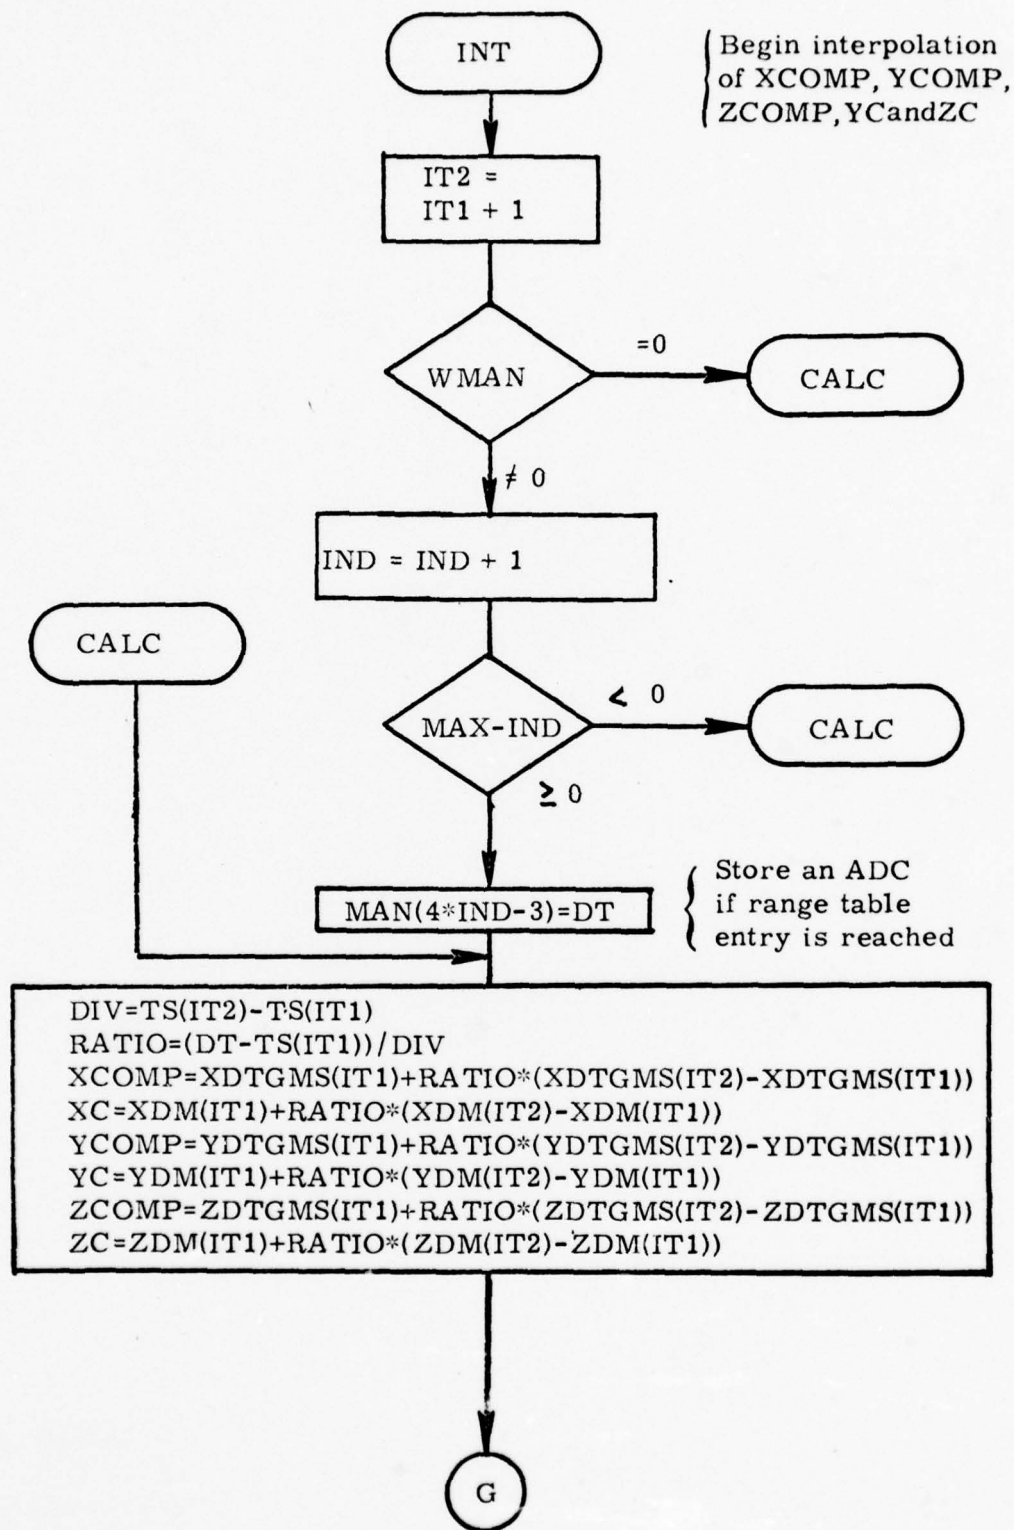 INT
Begin interpolation
of XCOMP, YCOMP,
ZCOMP,YCandZC
IT2 =
IT1 + 1
WMAN
=0
CALC
≠ 0
IND = IND + 1
CALC
MAX-IND
< 0
CALC
≥ 0
MAN(4*IND-3)=DT
Store an ADC
if range table
entry is reached
DIV=TS(IT2)-TS(IT1)
RATIO=(DT-TS(IT1))/DIV
XCOMP=XDTGMS(IT1)+RATIO*(XDTGMS(IT2)-XDTGMS(IT1))
XC=XDM(IT1)+RATIO*(XDM(IT2)-XDM(IT1))
YCOMP=YDTGMS(IT1)+RATIO*(YDTGMS(IT2)-YDTGMS(IT1))
YC=YDM(IT1)+RATIO*(YDM(IT2)-YDM(IT1))
ZCOMP=ZDTGMS(IT1)+RATIO*(ZDTGMS(IT2)-ZDTGMS(IT1))
ZC=ZDM(IT1)+RATIO*(ZDM(IT2)-ZDM(IT1))
G